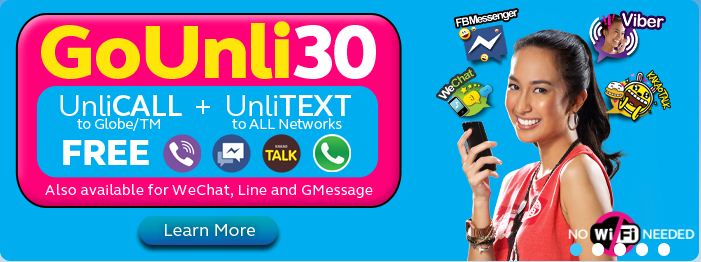 GoUnli30
UnliCALL + UnliTEXT
to Globe/TM to ALL Networks
FREE TALK
Also available for WeChat, Line and GMessage
Learn More
FBMessenger
Viber
WeChat
KAKAOTALK
NO WiFi NEEDED